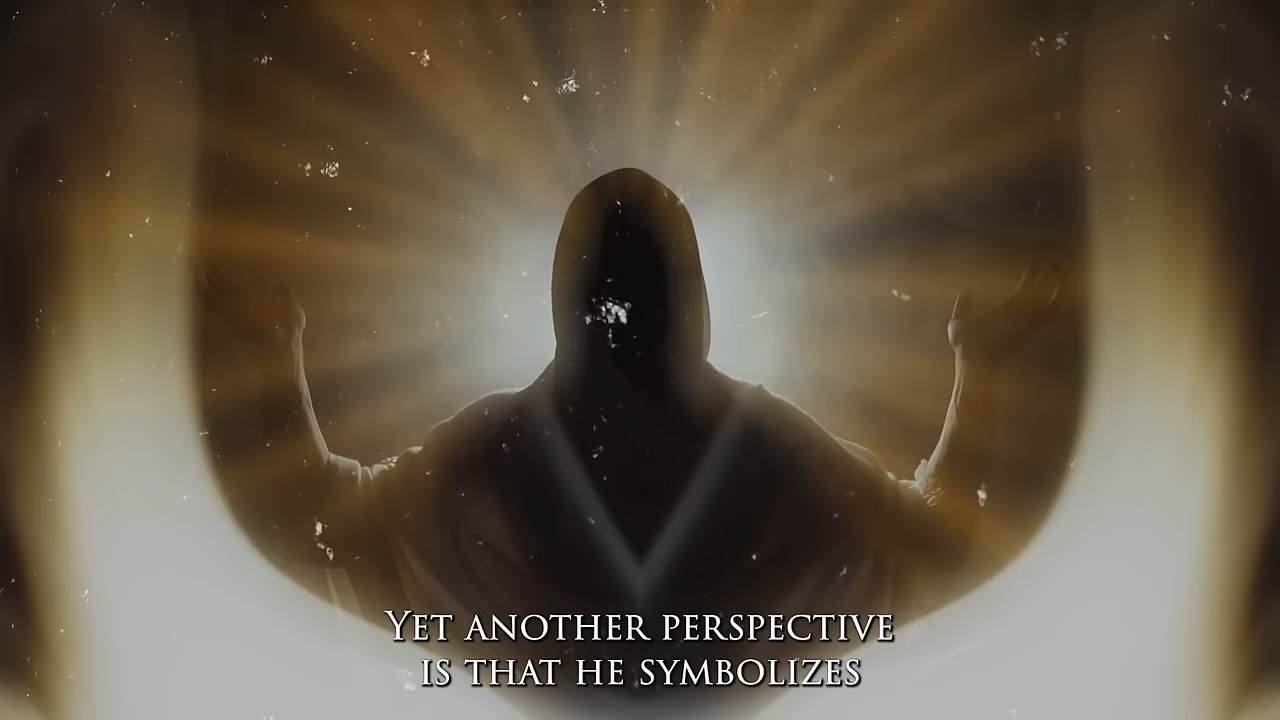 Yet another perspective
is that he symbolizes